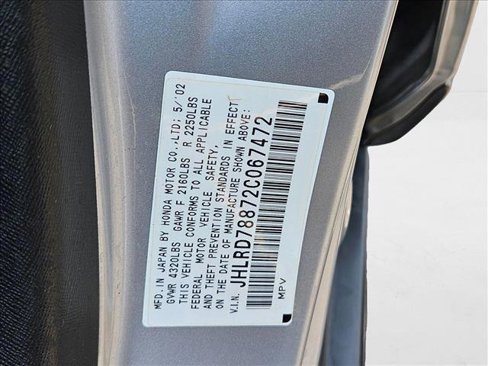 MFD.IN JAPAN BY HONDA MOTOR CO.,LTD; 5/02
GVWR 4320LBS GAWR F 2160LBS R 2250LBS
THIS VEHICLE CONFORMS TO ALL APPLICABLE
FEDERAL MOTOR VEHICLE SAFETY,
AND THEFT PREVENTION STANDARDS IN EFFECT
ON THE DATE OF MANUFACTURE SHOWN ABOVE:
V.I.N. JHLRD78872C067472
MPV